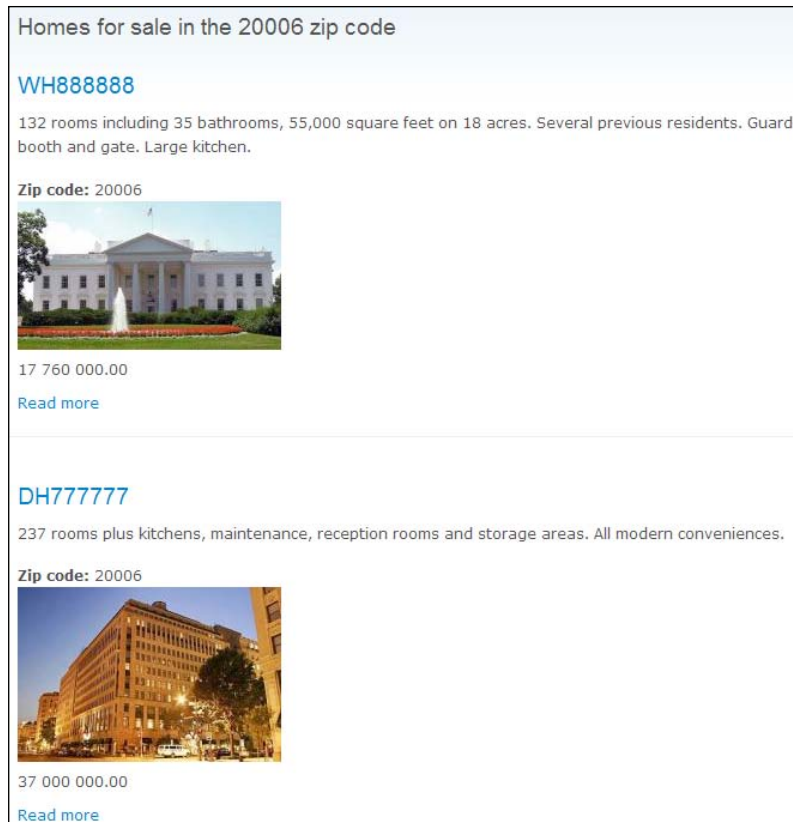 Homes for sale in the 20006 zip code
WH888888
132 rooms including 35 bathrooms, 55,000 square feet on 18 acres. Several previous residents. Guard
booth and gate. Large kitchen.
Zip code: 20006
17 760 000.00
Read more
DH777777
237 rooms plus kitchens, maintenance, reception rooms and storage areas. All modern conveniences.
Zip code: 20006
37 000 000.00
Read more